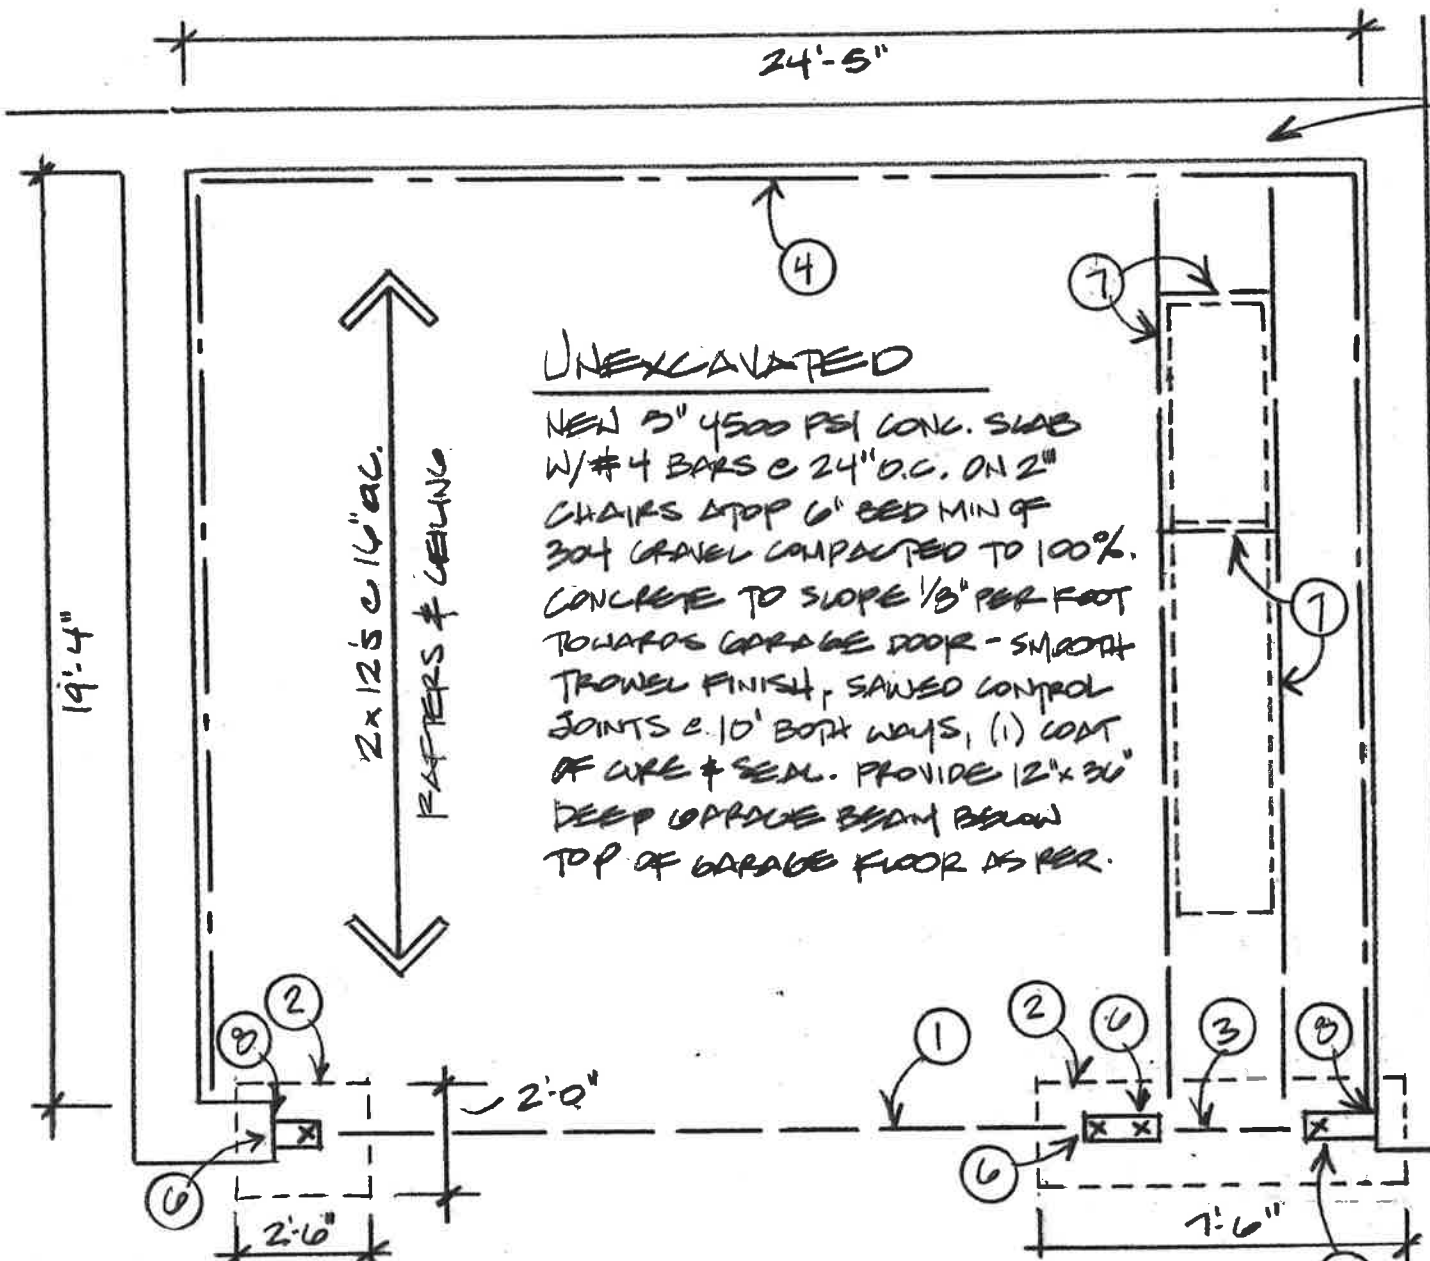 24'-5"
4
7
UNEXCAVATED
NEW 5" 4500 PSI CONC. SLAB
W/#4 BARS @ 24" O.C. ON 2"
CHAIRS ATOP 6" BED MIN OF
304 GRAVEL COMPACTED TO 100%.
CONCRETE TO SLOPE 1/8" PER FOOT
TOWARDS GARAGE DOOR - SMOOTH
TROWEL FINISH, SAWED CONTROL
JOINTS @ 10' BOTH WAYS, (1) COAT
OF CURE & SEAL. PROVIDE 12"x36"
DEEP GARAGE BEAM BELOW
TOP OF GARAGE FLOOR AS PER.
2x12'S @ 16" OC.
RAFTERS & CEILING
19'-4"
7
2
8
2'-0"
1
2
6
3
8
6
6
2'-6"
7'-6"